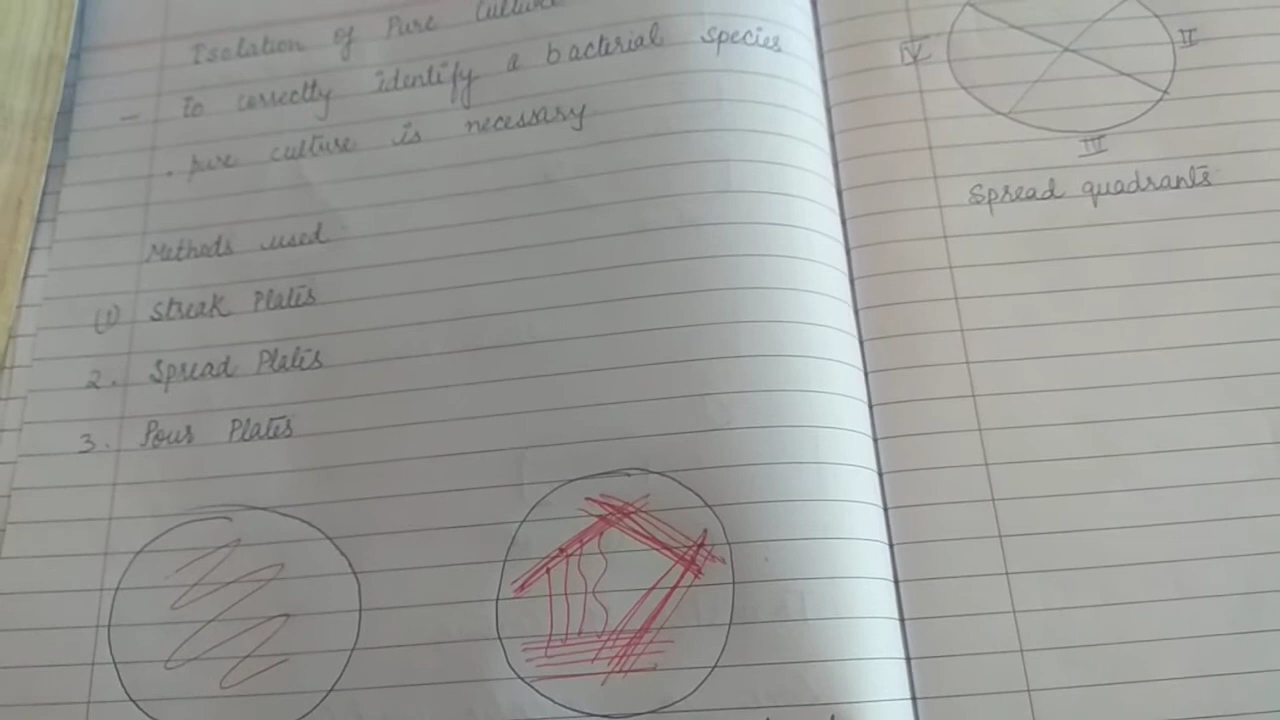 Isolation of Pure Culture
- To correctly identify a bacterial species
. pure culture is necessary
Methods used
(1) Streak Plates
2. Spread Plates
3. Pour Plates
IV
II
III
Spread quadrants